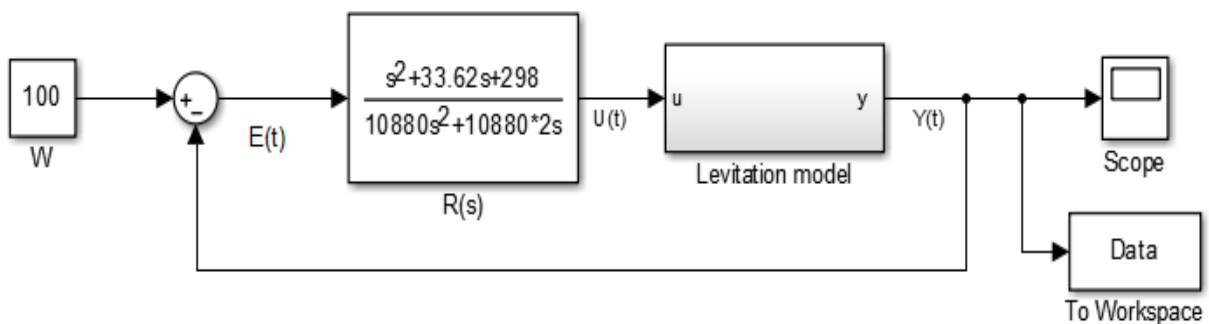 100
W
+
−
E(t)
s2+33.62s+298
10880s2+10880*2s
R(s)
U(t)
u
y
Levitation model
Y(t)
Scope
Data
To Workspace